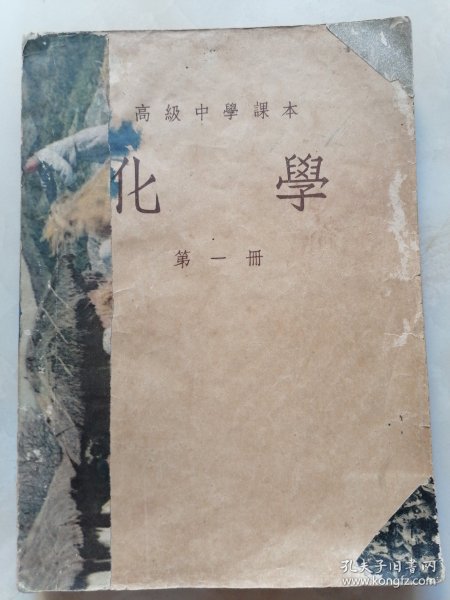 高級中學課本
化學
第一冊
孔夫子旧书网
www.kongfz.com